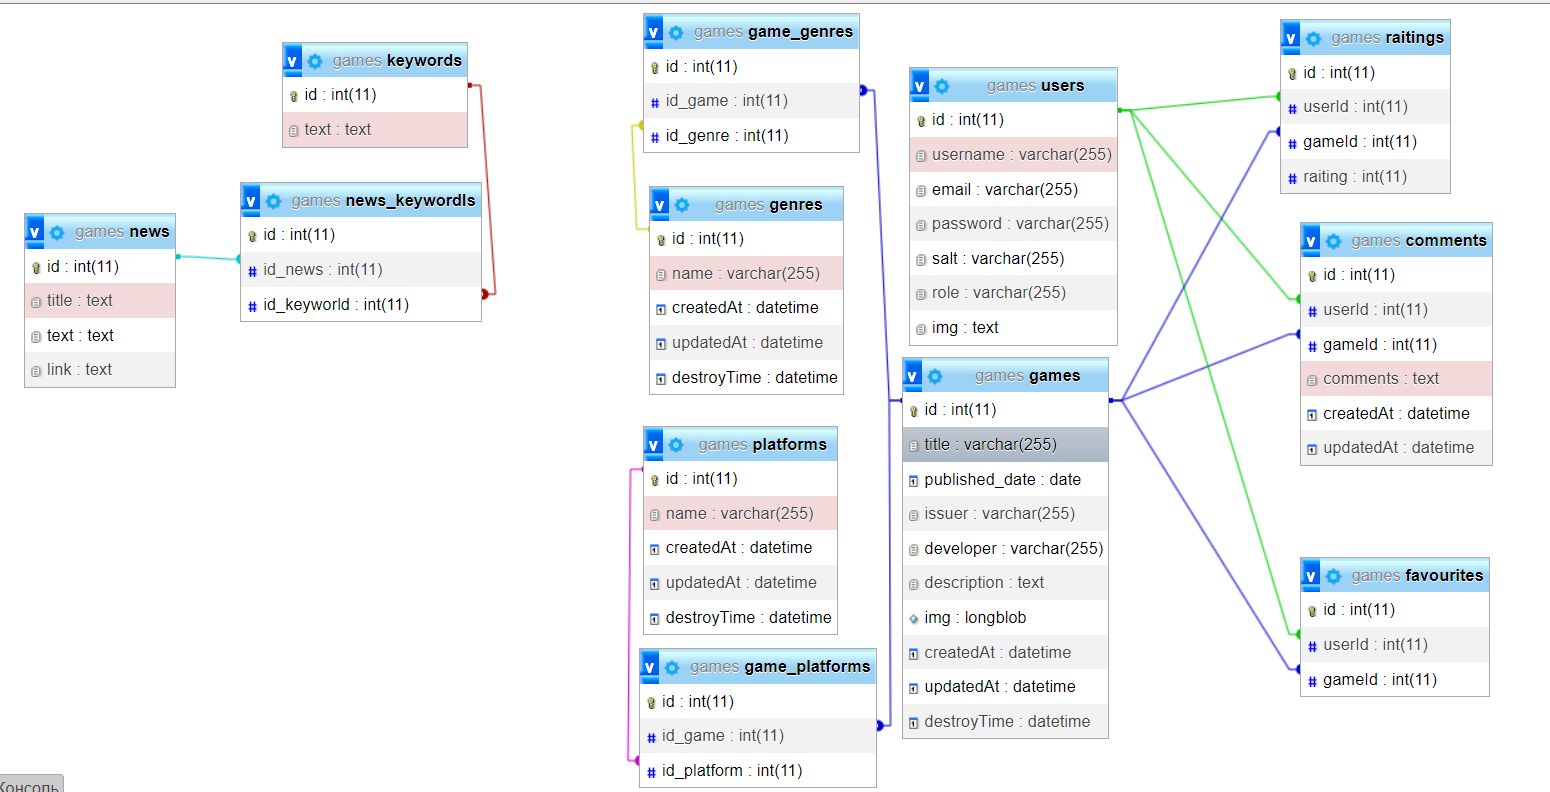 games keywords
id : int(11)
text : text
games news_keywordls
id : int(11)
id_news : int(11)
id_keyworld : int(11)
games news
id : int(11)
title : text
text : text
link : text
games game_genres
id : int(11)
id_game : int(11)
id_genre : int(11)
games genres
id : int(11)
name : varchar(255)
createdAt : datetime
updatedAt : datetime
destroyTime : datetime
games platforms
id : int(11)
name : varchar(255)
createdAt : datetime
updatedAt : datetime
destroyTime : datetime
games game_platforms
id : int(11)
id_game : int(11)
id_platform : int(11)
games users
id : int(11)
username : varchar(255)
email : varchar(255)
password : varchar(255)
salt : varchar(255)
role : varchar(255)
img : text
games games
id : int(11)
title : varchar(255)
published_date : date
issuer : varchar(255)
developer : varchar(255)
description : text
img : longblob
createdAt : datetime
updatedAt : datetime
destroyTime : datetime
games raitings
id : int(11)
userId : int(11)
gameId : int(11)
raiting : int(11)
games comments
id : int(11)
userId : int(11)
gameId : int(11)
comments : text
createdAt : datetime
updatedAt : datetime
games favourites
id : int(11)
userId : int(11)
gameId : int(11)
Консоль